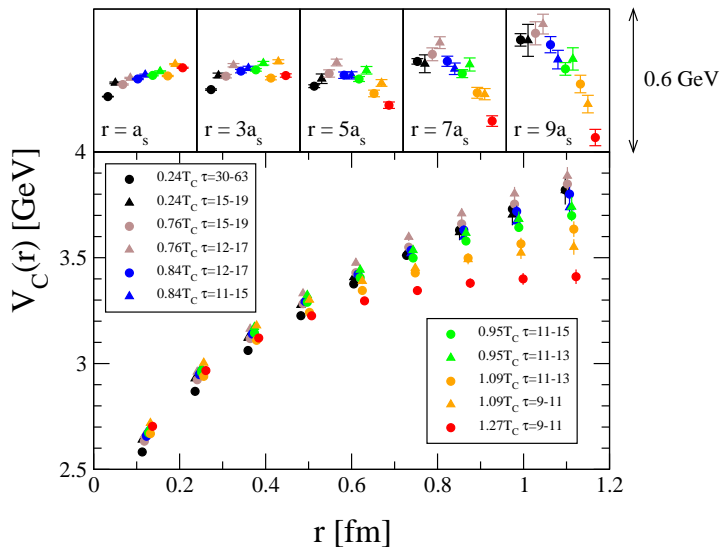 0.6 GeV
r = a_s
r = 3a_s
r = 5a_s
r = 7a_s
r = 9a_s
4
3.5
3
2.5
V_C(r) [GeV]
0.24T_C τ=30-63
0.24T_C τ=15-19
0.76T_C τ=15-19
0.76T_C τ=12-17
0.84T_C τ=12-17
0.84T_C τ=11-15
0.95T_C τ=11-15
0.95T_C τ=11-13
1.09T_C τ=11-13
1.09T_C τ=9-11
1.27T_C τ=9-11
0 0.2 0.4 0.6 0.8 1 1.2
r [fm]